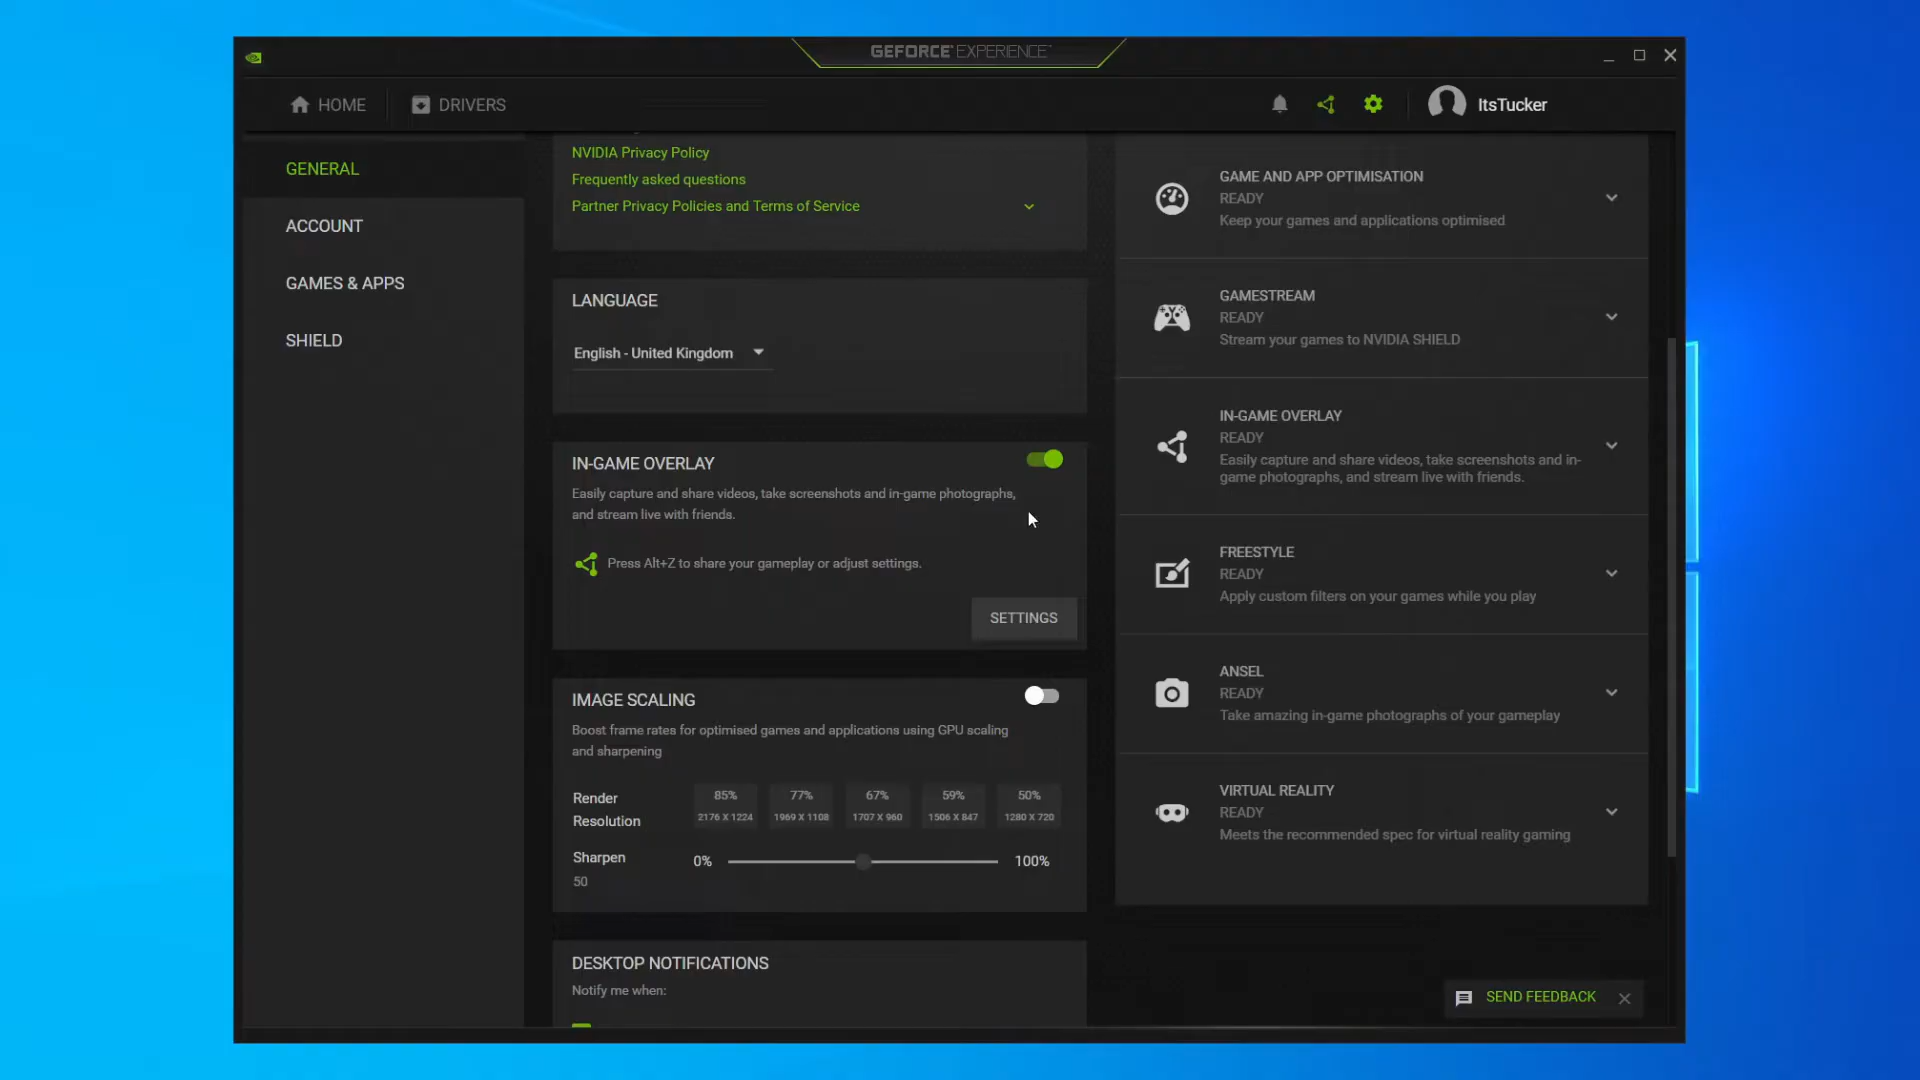 GEFORCE EXPERIENCE
HOME
DRIVERS
ItsTucker
GENERAL
ACCOUNT
GAMES & APPS
SHIELD
NVIDIA Privacy Policy
Frequently asked questions
Partner Privacy Policies and Terms of Service
LANGUAGE
English - United Kingdom
IN-GAME OVERLAY
Easily capture and share videos, take screenshots and in-game photographs,
and stream live with friends.
Press Alt+Z to share your gameplay or adjust settings.
SETTINGS
IMAGE SCALING
Boost frame rates for optimised games and applications using GPU scaling
and sharpening
Render
Resolution
85%
2176 X 1224
77%
1969 X 1108
67%
1707 X 960
59%
1506 X 847
50%
1280 X 720
Sharpen
50
0%
100%
DESKTOP NOTIFICATIONS
Notify me when:
GAME AND APP OPTIMISATION
READY
Keep your games and applications optimised
GAMESTREAM
READY
Stream your games to NVIDIA SHIELD
IN-GAME OVERLAY
READY
Easily capture and share videos, take screenshots and in-
game photographs, and stream live with friends.
FREESTYLE
READY
Apply custom filters on your games while you play
ANSEL
READY
Take amazing in-game photographs of your gameplay
VIRTUAL REALITY
READY
Meets the recommended spec for virtual reality gaming
SEND FEEDBACK